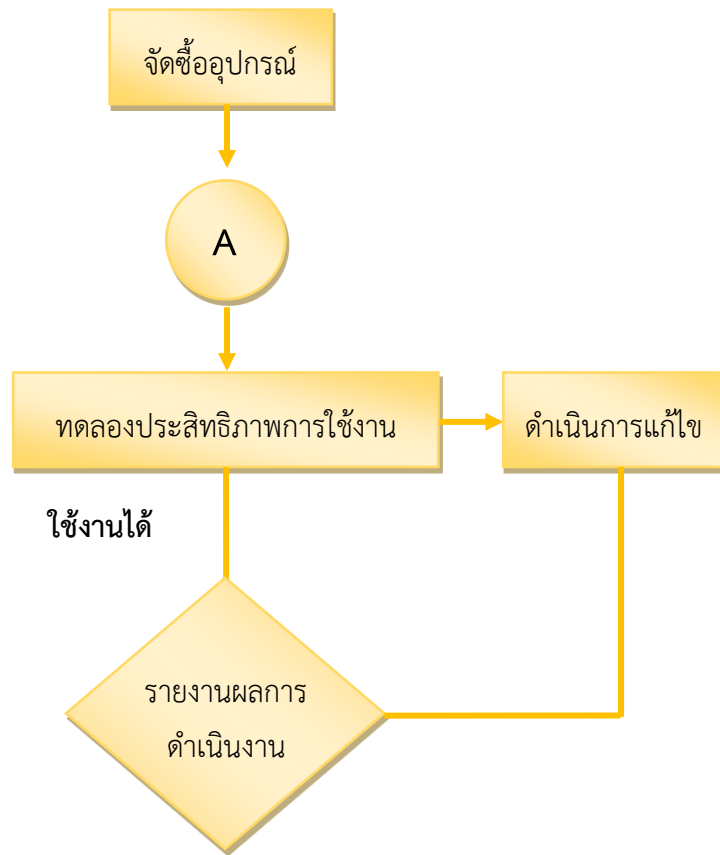 จัดซื้ออุปกรณ์
A
ทดลองประสิทธิภาพการใช้งาน
ดำเนินการแก้ไข
ใช้งานได้
รายงานผลการ
ดำเนินงาน